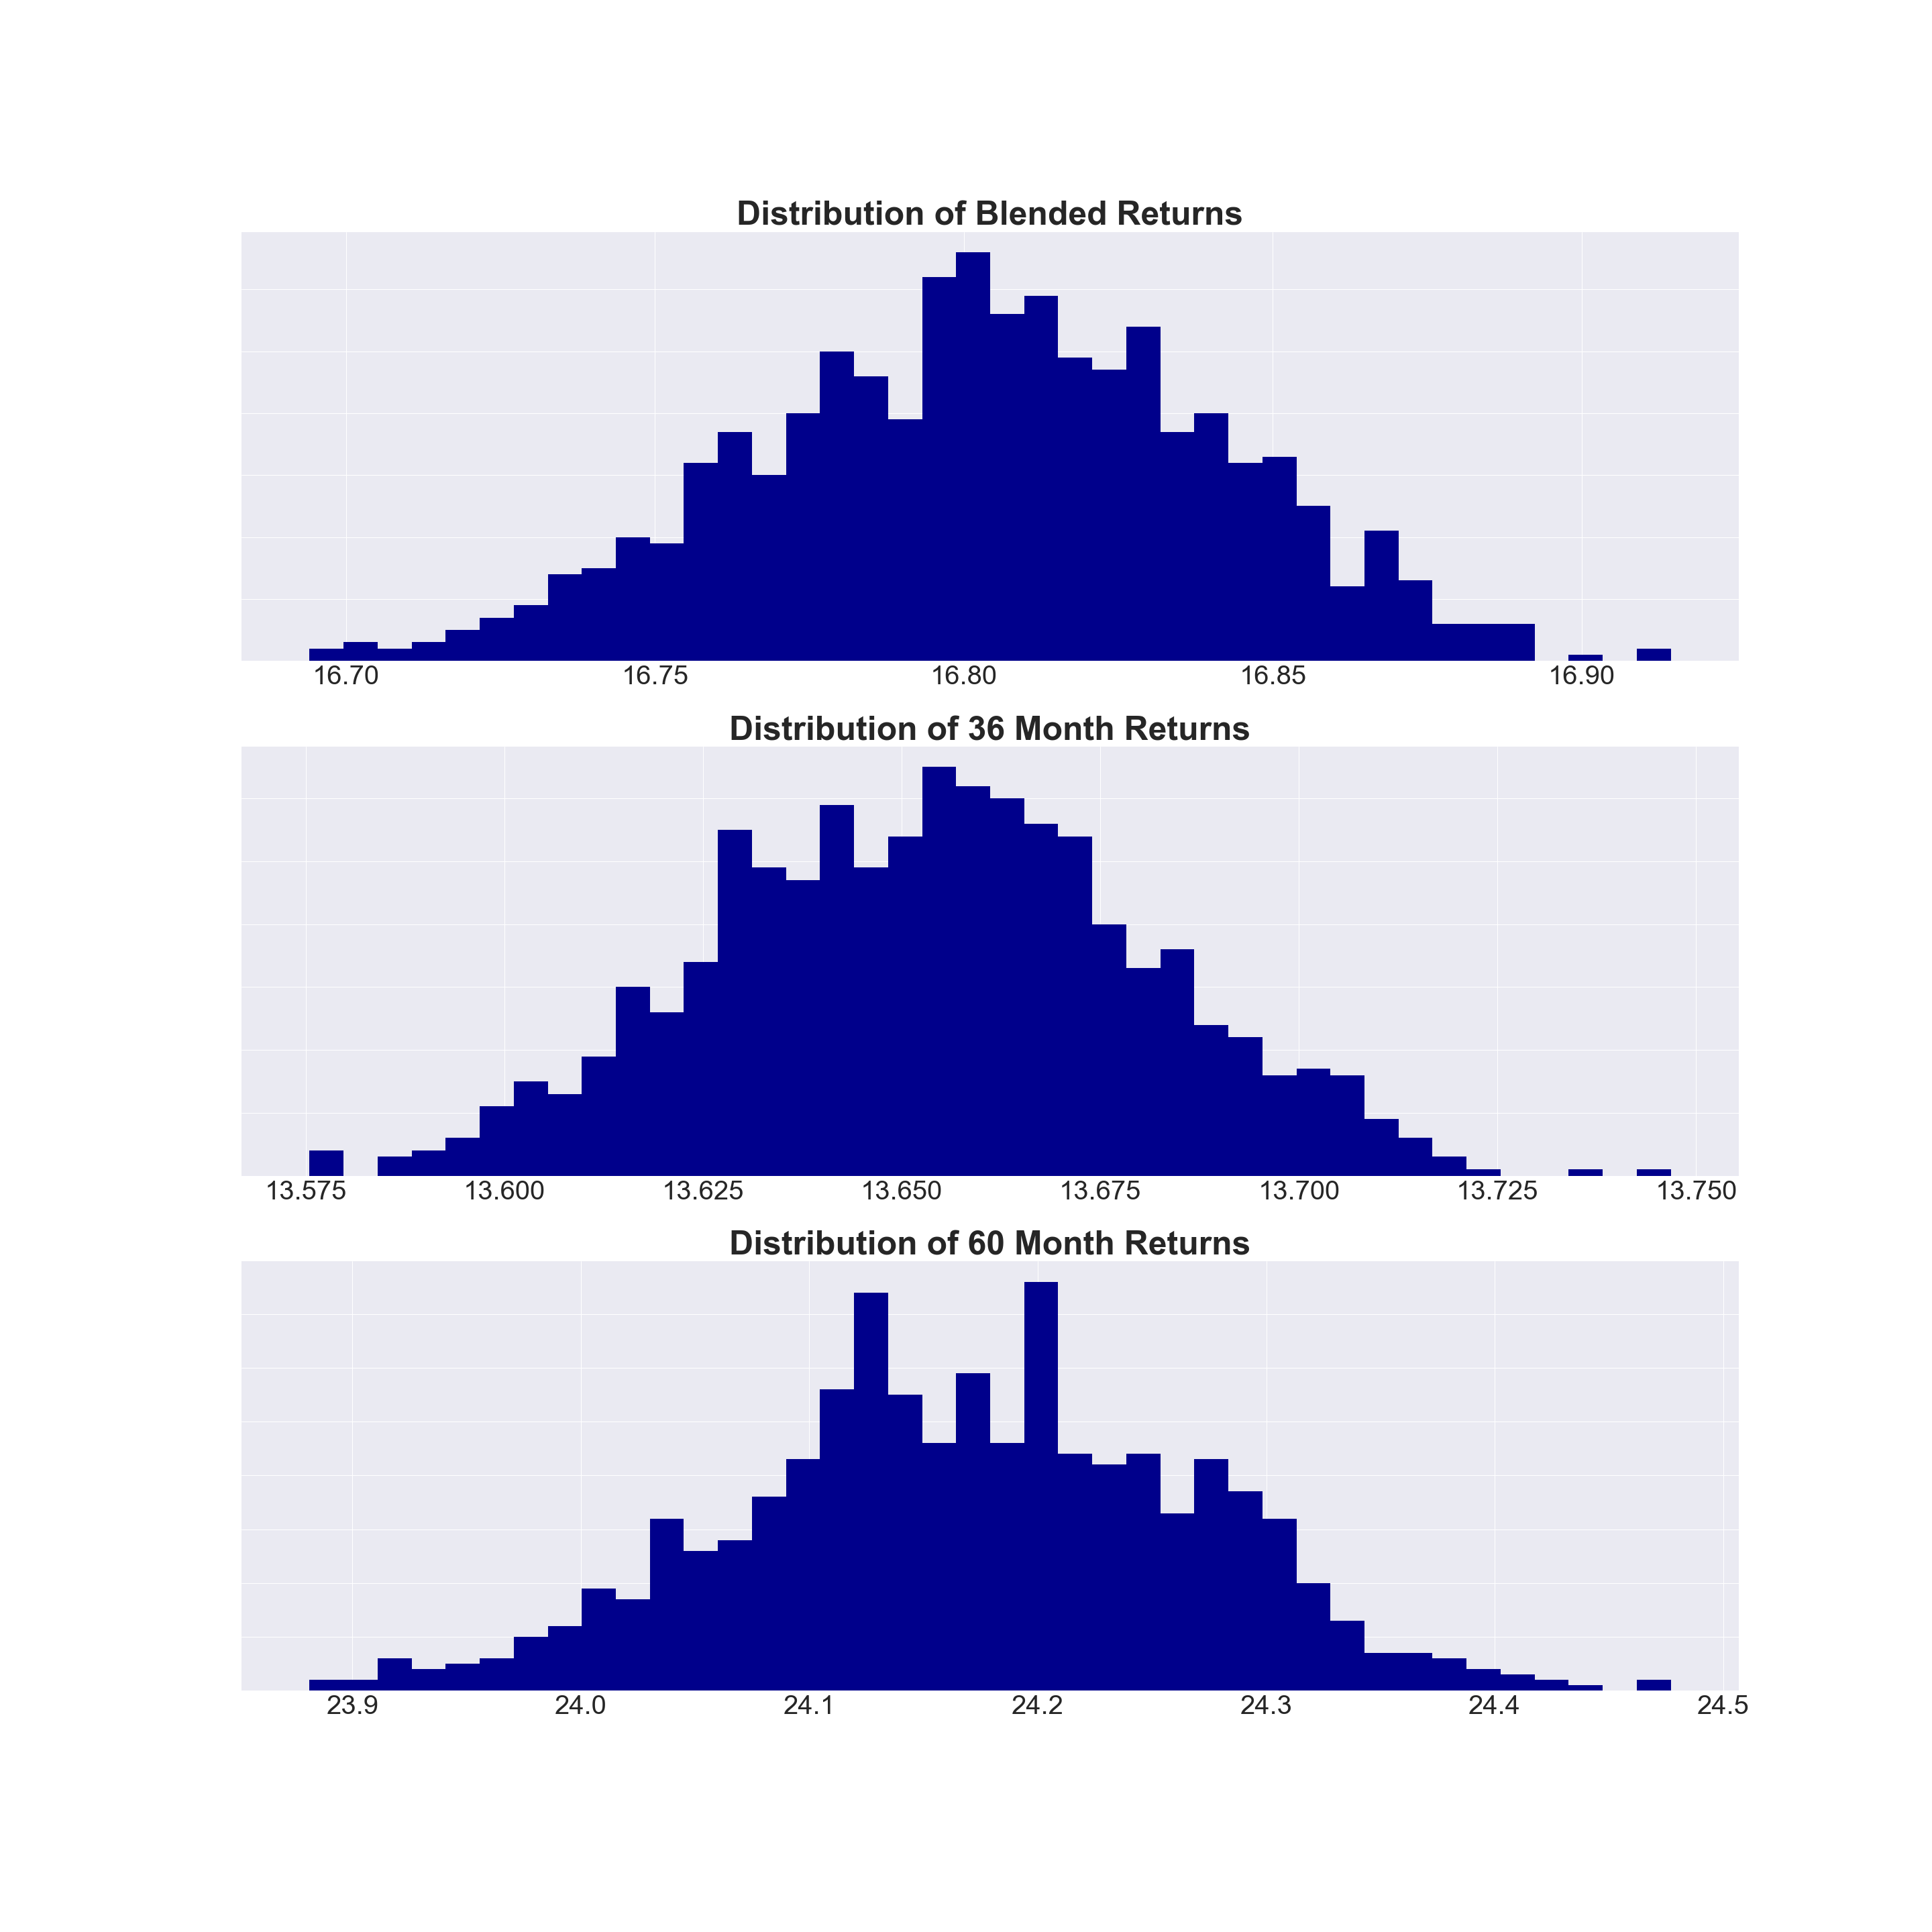 Distribution of Blended Returns
16.70 16.75 16.80 16.85 16.90
Distribution of 36 Month Returns
13.575 13.600 13.625 13.650 13.675 13.700 13.725 13.750
Distribution of 60 Month Returns
23.9 24.0 24.1 24.2 24.3 24.4 24.5